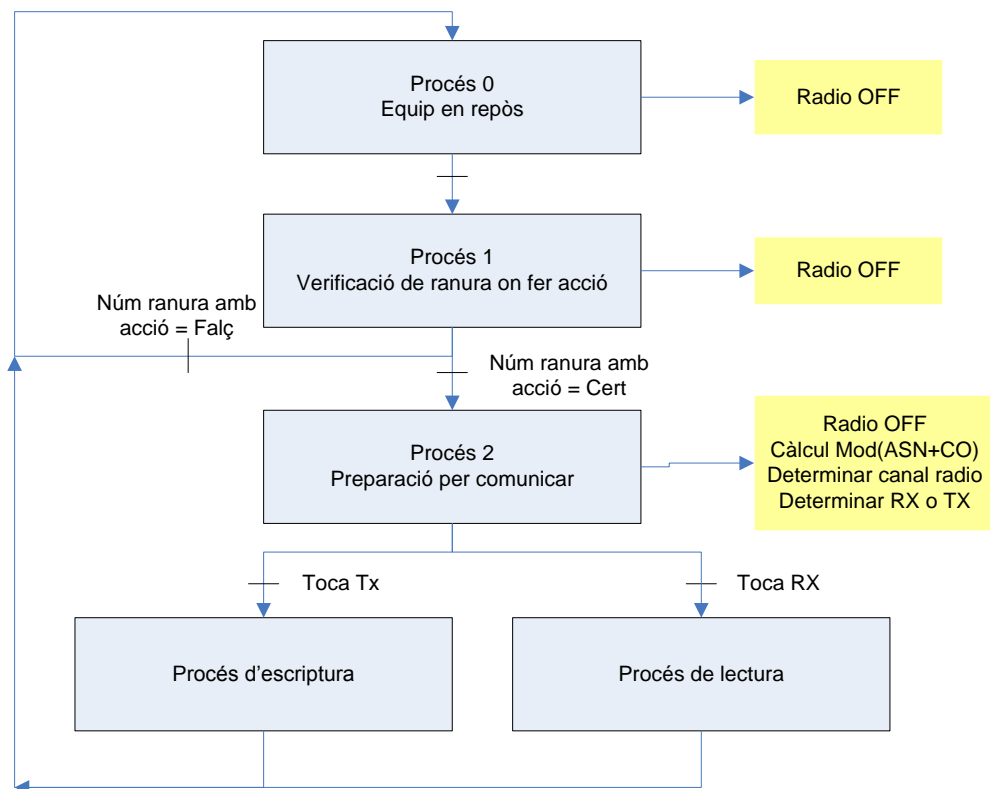 Procés 0
Equip en repòs
Radio OFF
Procés 1
Verificació de ranura on fer acció
Radio OFF
Núm ranura amb
acció = Falç
Núm ranura amb
acció = Cert
Procés 2
Preparació per comunicar
Radio OFF
Càlcul Mod(ASN+CO)
Determinar canal radio
Determinar RX o TX
Toca Tx
Toca RX
Procés d’escriptura
Procés de lectura